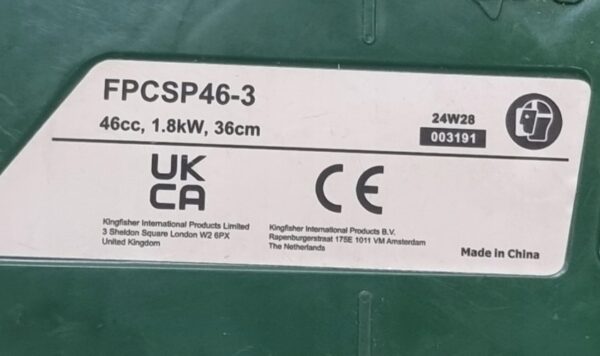 FPCSP46-3
46cc, 1.8kW, 36cm
24W28
003191
UK
CA
CE
Kingfisher International Products Limited
3 Sheldon Square London W2 6PX
United Kingdom
Kingfisher International Products B.V.
Rapenburgerstraat 175E 1011 VM Amsterdam
The Netherlands
Made in China